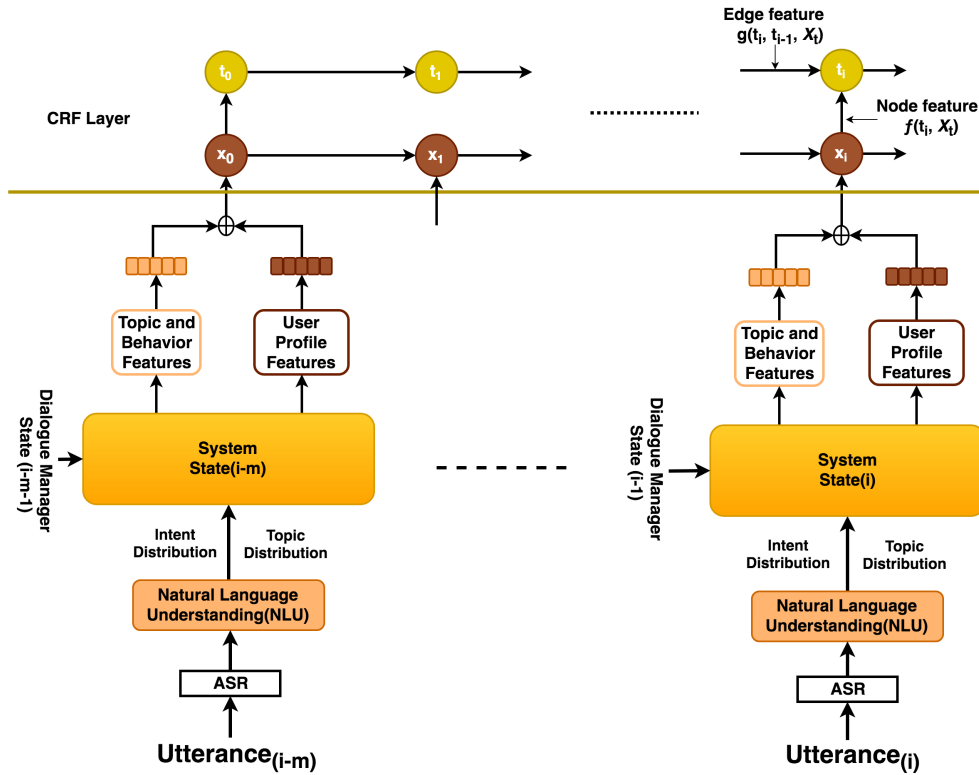 Edge feature
g(ti, ti-1, Xt)
t0
t1
ti
CRF Layer
Node feature
f(ti, Xt)
x0
x1
xi
Topic and
Behavior
Features
User
Profile
Features
Topic and
Behavior
Features
User
Profile
Features
Dialogue Manager
State (i-m-1)
System
State(i-m)
Dialogue Manager
State (i-1)
System
State(i)
Intent
Distribution
Topic
Distribution
Intent
Distribution
Topic
Distribution
Natural Language
Understanding(NLU)
Natural Language
Understanding(NLU)
ASR
ASR
Utterance(i-m)
Utterance(i)